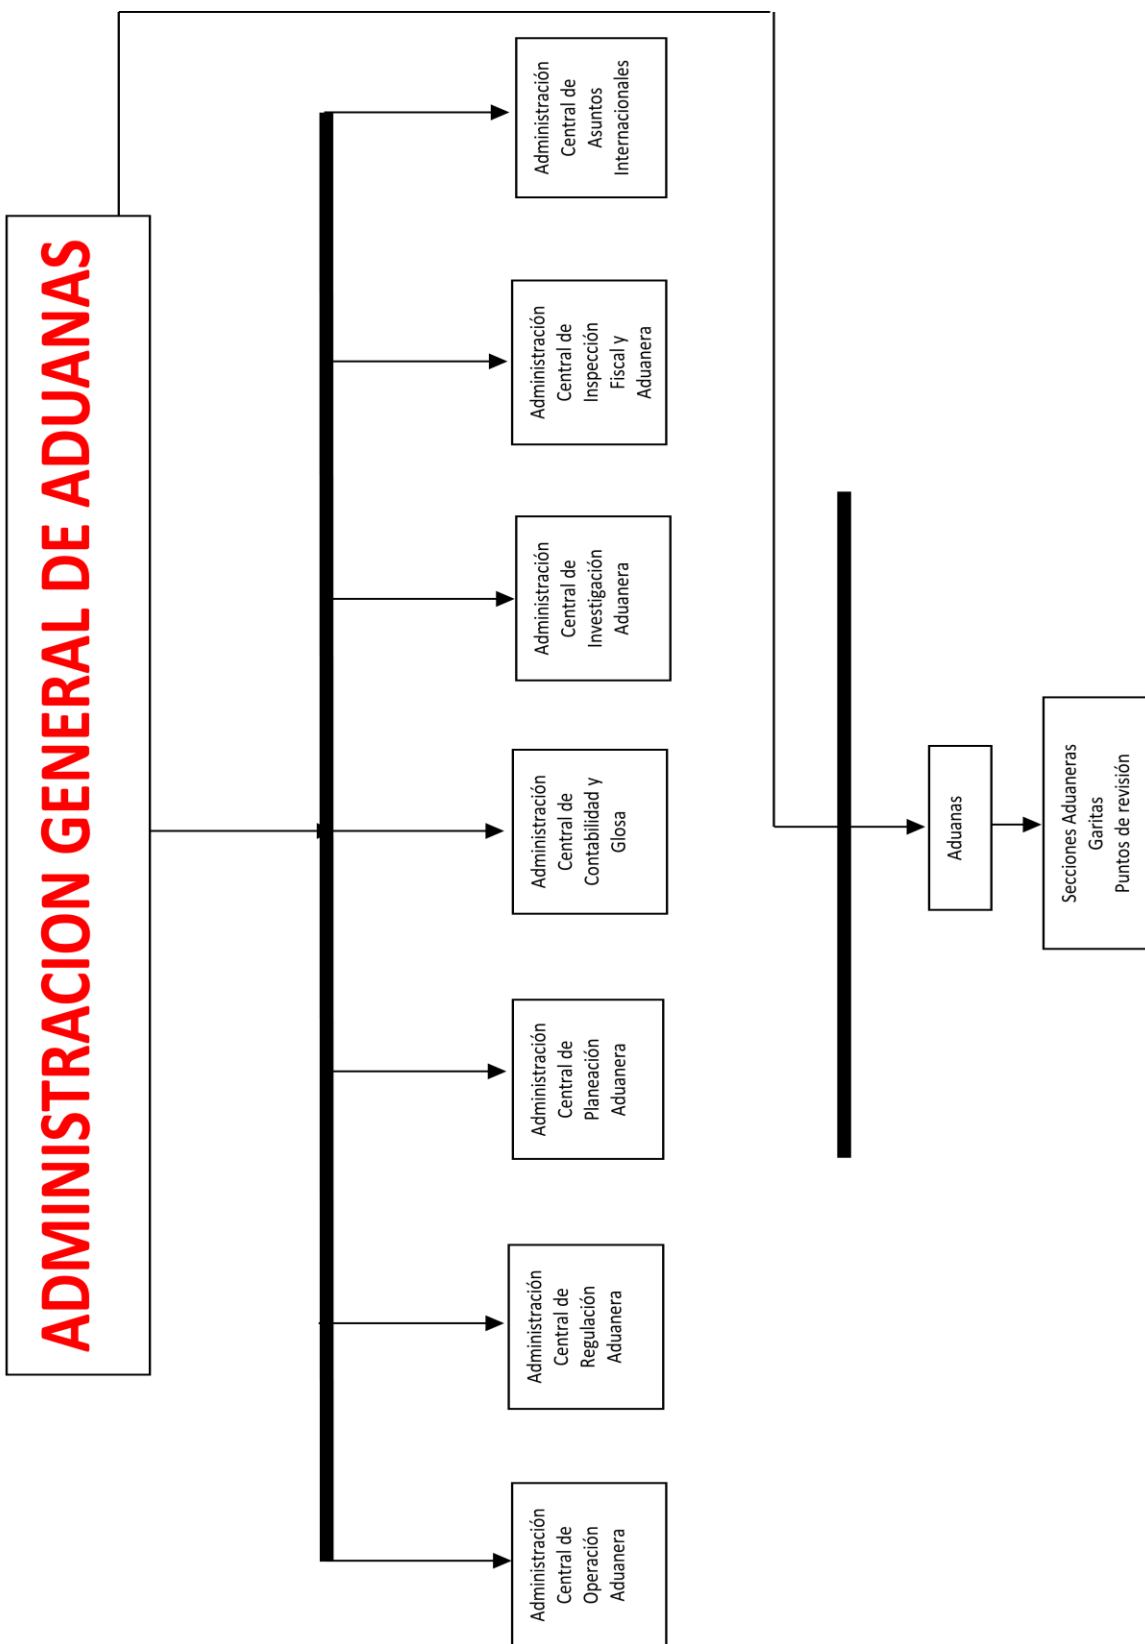 ADMINISTRACION GENERAL DE ADUANAS
Administración
Central de
Operación
Aduanera
Administración
Central de
Regulación
Aduanera
Administración
Central de
Planeación
Aduanera
Administración
Central de
Contabilidad y
Glosa
Administración
Central de
Investigación
Aduanera
Administración
Central de
Inspección
Fiscal y
Aduanera
Administración
Central de
Asuntos
Internacionales
Aduanas
Secciones Aduaneras
Garitas
Puntos de revisión